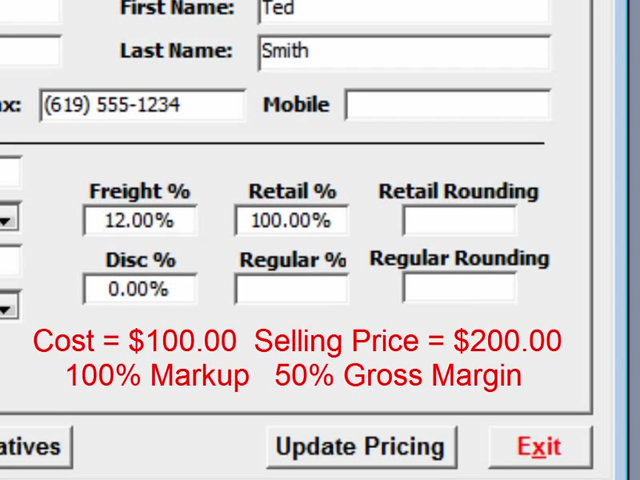 First Name: Ted
Last Name: Smith
ax: (619) 555-1234 Mobile
Freight % Retail % Retail Rounding
12.00% 100.00%
Disc % Regular % Regular Rounding
0.00%
Cost = $100.00 Selling Price = $200.00
100% Markup 50% Gross Margin
atives Update Pricing Exit